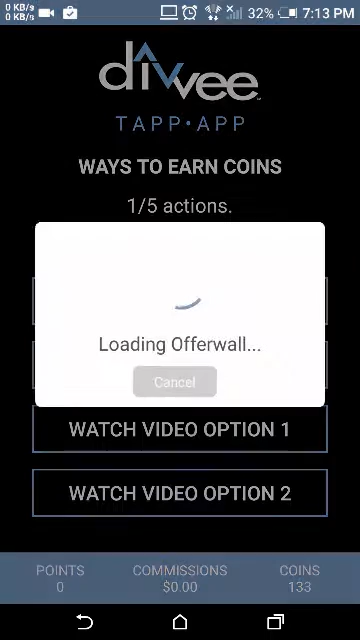 0 KB/s
0 KB/s
32%
7:13 PM
divvee
TAPP•APP
WAYS TO EARN COINS
1/5 actions.
Loading Offerwall...
Cancel
WATCH VIDEO OPTION 1
WATCH VIDEO OPTION 2
POINTS COMMISSIONS COINS
0 $0.00 133